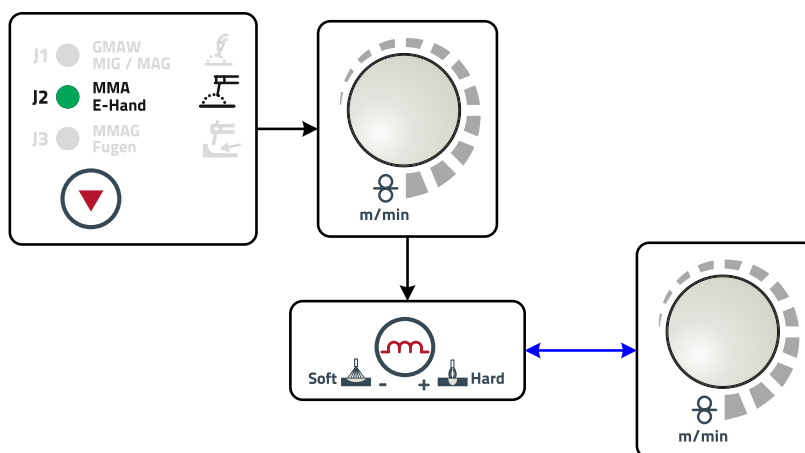 J1 GMAW
MIG / MAG
J2 MMA
E-Hand
J3 MMAG
Fugen
m/min
Soft - + Hard
m/min